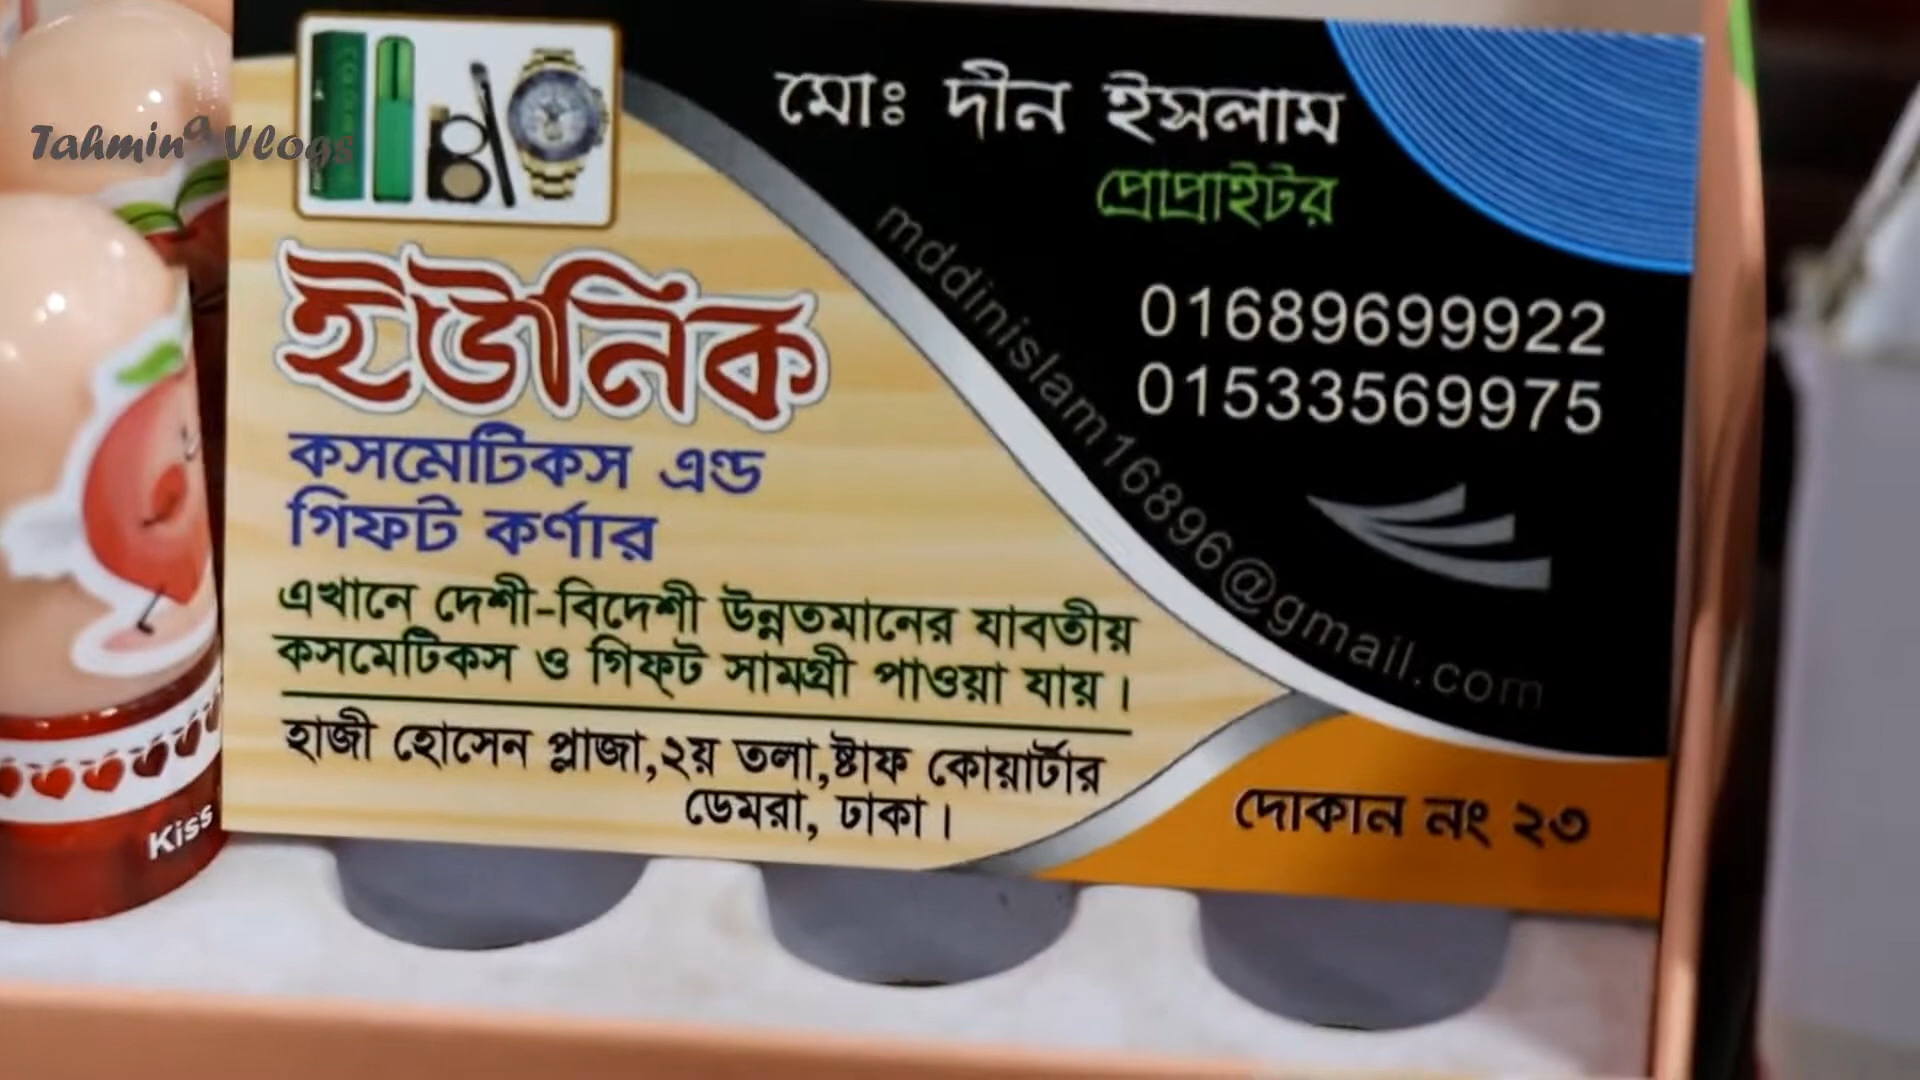 Tahmina Vlogs
মোঃ দীন ইসলাম
প্রোপ্রাইটর
01689699922
01533569975
mddinislam16896@gmail.com
ইউনিক
কসমেটিকস এন্ড
গিফট কর্ণার
এখানে দেশী-বিদেশী উন্নতমানের যাবতীয়
কসমেটিকস ও গিফ্ট সামগ্রী পাওয়া যায়।
হাজী হোসেন প্লাজা,২য় তলা,ষ্টাফ কোয়ার্টার
ডেমরা, ঢাকা।
দোকান নং ২৩
Kiss